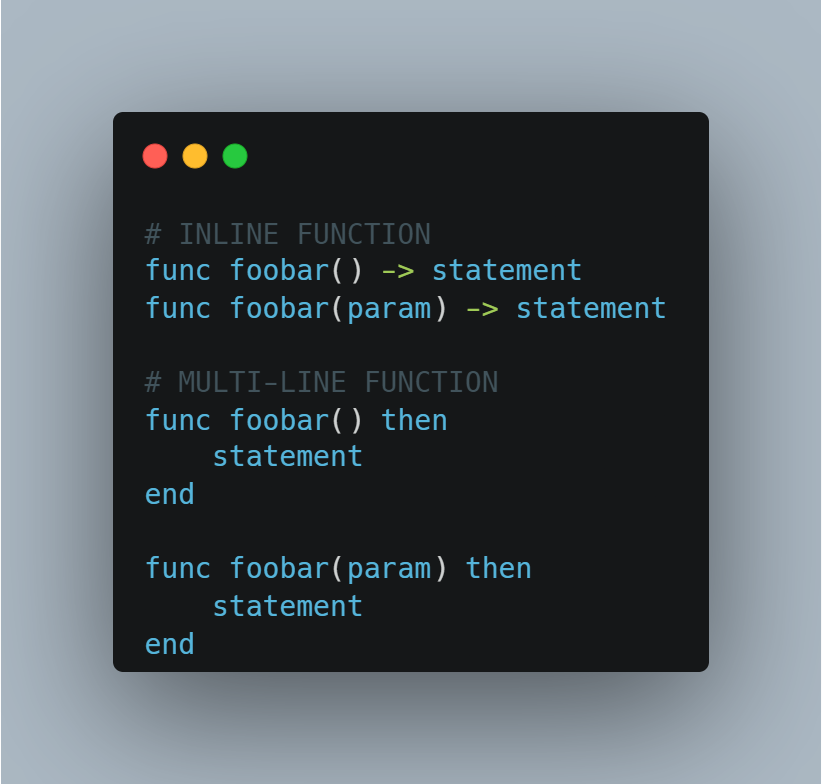 # INLINE FUNCTION
func foobar() -> statement
func foobar(param) -> statement
# MULTI-LINE FUNCTION
func foobar() then
    statement
end
func foobar(param) then
    statement
end